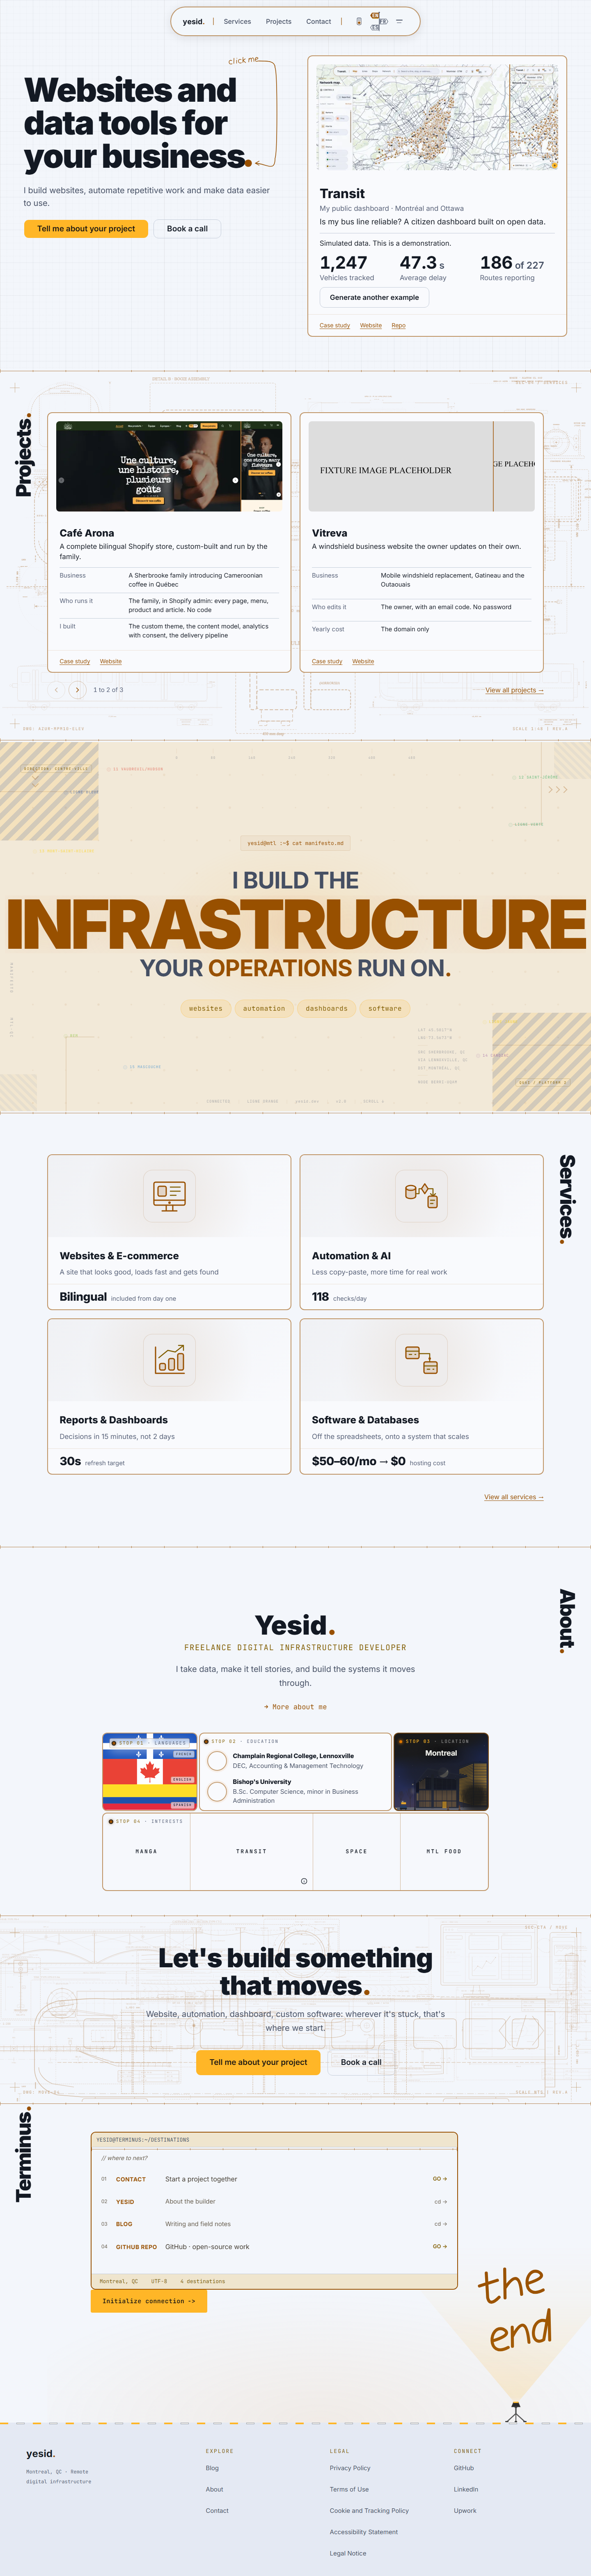 yesid.
Services
Projects
Contact
click me
Websites and
data tools for
your business.
I build websites, automate repetitive work and make data easier
to use.
Tell me about your project
Book a call
Transit
My public dashboard · Montréal and Ottawa
Is my bus line reliable? A citizen dashboard built on open data.
Simulated data. This is a demonstration.
1,247
47.3 s
186 of 227
Vehicles tracked
Average delay
Routes reporting
Generate another example
Case study
Website
Repo
Projects.
Une culture,
une histoire,
plusieurs
goûts
FIXTURE IMAGE PLACEHOLDER
Café Arona
A complete bilingual Shopify store, custom-built and run by the
family.
Business
A Sherbrooke family introducing Cameroonian
coffee in Québec
Who runs it
The family, in Shopify admin: every page, menu,
product and article. No code
I built
The custom theme, the content model, analytics
with consent, the delivery pipeline
Case study
Website
Vitreva
A windshield business website the owner updates on their own.
Business
Mobile windshield replacement, Gatineau and the
Outaouais
Who edits it
The owner, with an email code. No password
Yearly cost
The domain only
Case study
Website
1 to 2 of 3
View all projects →
yesid@mtl :~$ cat manifesto.md
I BUILD THE
INFRASTRUCTURE
YOUR OPERATIONS RUN ON.
websites
automation
dashboards
software
Services.
Websites & E-commerce
A site that looks good, loads fast and gets found
Bilingual included from day one
Automation & AI
Less copy-paste, more time for real work
118 checks/day
Reports & Dashboards
Decisions in 15 minutes, not 2 days
30s refresh target
Software & Databases
Off the spreadsheets, onto a system that scales
$50–60/mo → $0 hosting cost
View all services →
About.
Yesid.
FREELANCE DIGITAL INFRASTRUCTURE DEVELOPER
I take data, make it tell stories, and build the systems it moves
through.
→ More about me
STOP 01 · LANGUAGES
FRENCH
ENGLISH
SPANISH
STOP 02 · EDUCATION
Champlain Regional College, Lennoxville
DEC, Accounting & Management Technology
Bishop's University
B.Sc. Computer Science, minor in Business
Administration
STOP 03 · LOCATION
Montreal
STOP 04 · INTERESTS
MANGA
TRANSIT
SPACE
MTL FOOD
Let's build something
that moves.
Website, automation, dashboard, custom software: wherever it's stuck, that's
where we start.
Tell me about your project
Book a call
Terminus.
YESID@TERMINUS:~/DESTINATIONS
// where to next?
01 CONTACT Start a project together GO →
02 YESID About the builder cd →
03 BLOG Writing and field notes cd →
04 GITHUB REPO GitHub · open-source work GO →
Montreal, QC UTF-8 4 destinations
Initialize connection ->
the
end
yesid.
Montreal, QC · Remote
digital infrastructure
EXPLORE
Blog
About
Contact
LEGAL
Privacy Policy
Terms of Use
Cookie and Tracking Policy
Accessibility Statement
Legal Notice
CONNECT
GitHub
LinkedIn
Upwork